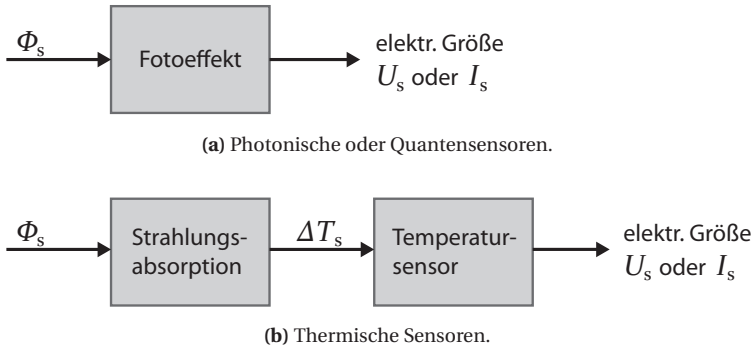 Φs
Fotoeffekt
elektr. Größe
Us oder Is
(a) Photonische oder Quantensensoren.
Φs
Strahlungs-
absorption
ΔTs
Temperatur-
sensor
elektr. Größe
Us oder Is
(b) Thermische Sensoren.